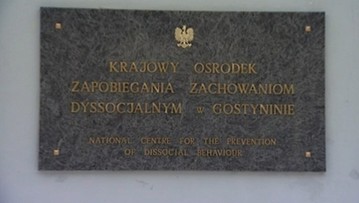 KRAJOWY OŚRODEK
ZAPOBIEGANIA ZACHOWANIOM
DYSSOCJALNYM w GOSTYNINIE
NATIONAL CENTRE FOR THE PREVENTION
OF DISSOCIAL BEHAVIOUR